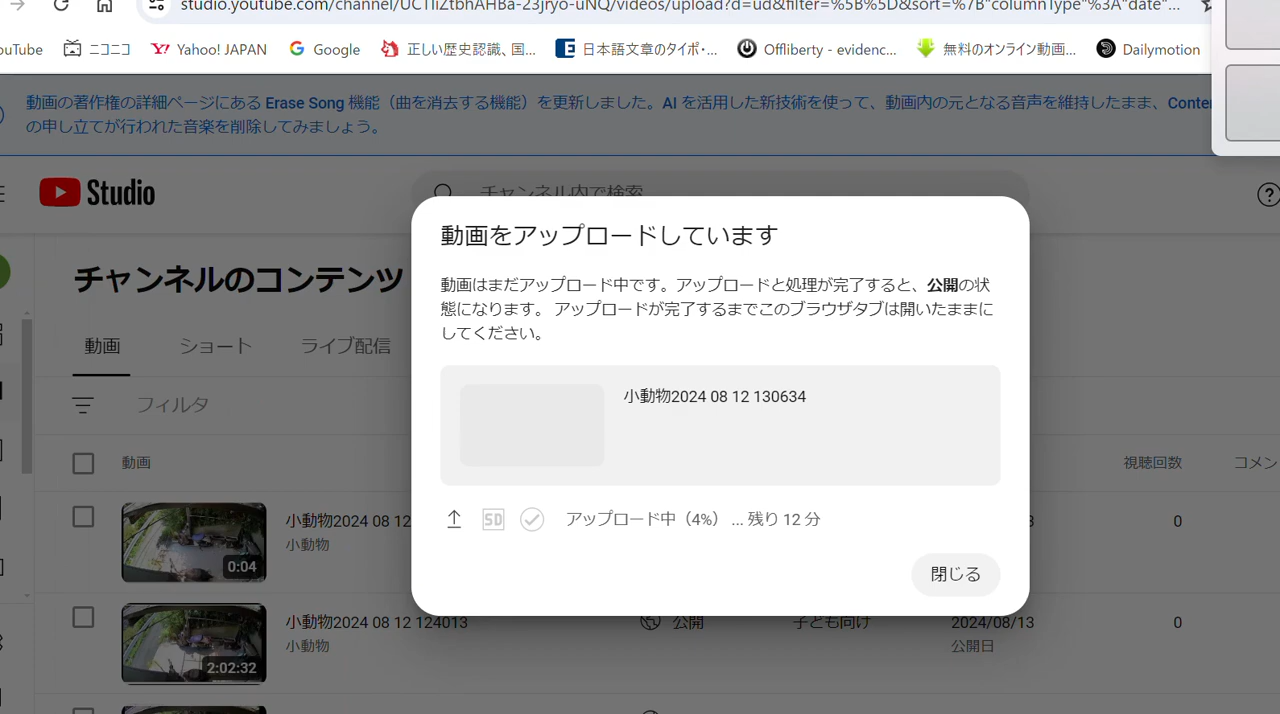 studio.youtube.com/channel/UCTliZtbhAHBa-23jryo-uNQ/videos/upload?d=ud&filter=%5B%5D&sort=%7B"columnType"%3A"date"...
ouTube ニコニコ Yahoo! JAPAN Google 正しい歴史認識、国... 日本語文章のタイポ・... Offliberty - evidenc... 無料のオンライン動画... Dailymotion
動画の著作権の詳細ページにある Erase Song 機能（曲を消去する機能）を更新しました。AI を活用した新技術を使って、動画内の元となる音声を維持したまま、Conte
の申し立てが行われた音楽を削除してみましょう。
Studio
チャンネル内で検索
動画をアップロードしています
チャンネルのコンテンツ
動画はまだアップロード中です。アップロードと処理が完了すると、公開の状
態になります。 アップロードが完了するまでこのブラウザタブは開いたままに
してください。
動画 ショート ライブ配信
小動物2024 08 12 130634
フィルタ
動画 視聴回数 コメン
小動物2024 08 12 0
小動物
0:04
アップロード中（4%） ... 残り 12 分
SD
閉じる
小動物2024 08 12 124013 公開 子ども向け 2024/08/13 0
小動物 公開日
2:02:32